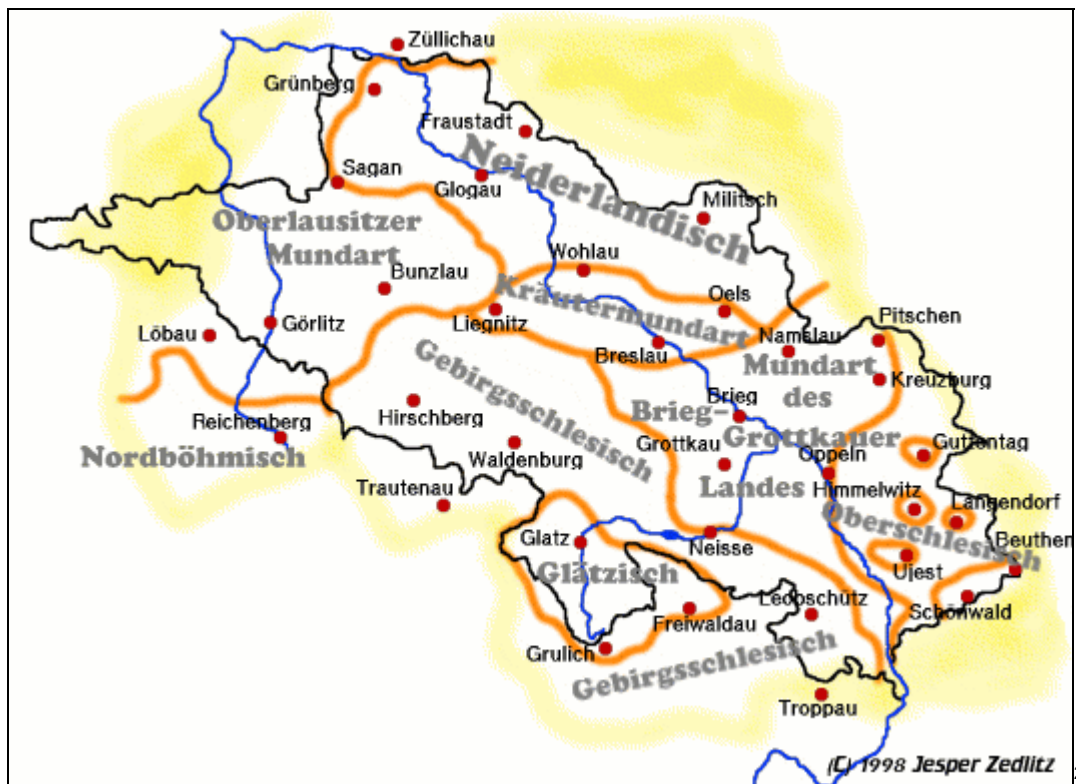 Züllichau
Grünberg
Fraustadt
Sagan
Glogau
Neiderländisch
Militsch
Oberlausitzer
Mundart
Wohlau
Bunzlau
Kräutermundart
Oels
Liegnitz
Pitschen
Löbau
Görlitz
Breslau
Namslau
Mundart
des
Kreuzburg
Gebirgsschlesisch
Hirschberg
Brieg
Brieg-
Grottkauer
Landes
Reichenberg
Nordböhmisch
Waldenburg
Grottkau
Oppeln
Guttentag
Trautenau
Himmelwitz
Langendorf
Oberschlesisch
Beuthen
Glatz
Neisse
Glätzisch
Ujest
Leobschütz
Schönwald
Freiwaldau
Grulich
Gebirgsschlesisch
Troppau
(C) 1998 Jesper Zedlitz